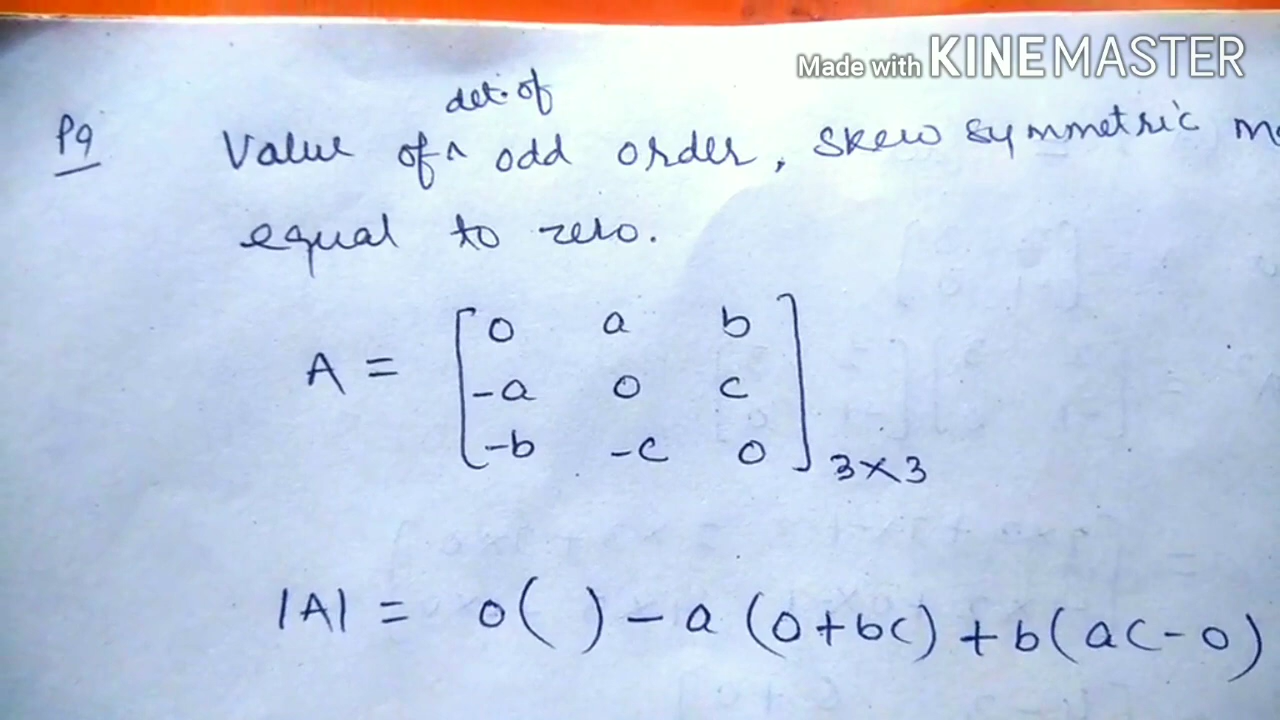 Made with KINEMASTER
P9 Value of ^ det. of odd order, skew symmetric
equal to zero.
A = [0 a b
-a 0 c
-b -c 0] 3×3
|A| = 0( ) - a (0+bc) + b(ac-0)